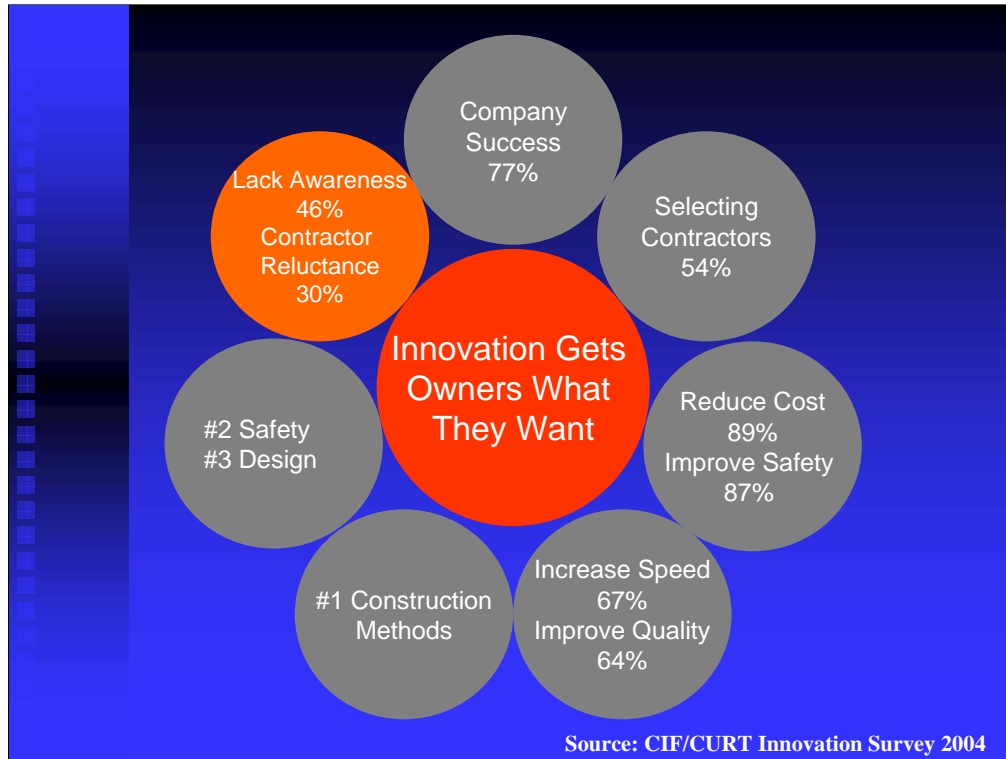 Company
Success
77%
Selecting
Contractors
54%
Reduce Cost
89%
Improve Safety
87%
Increase Speed
67%
Improve Quality
64%
#1 Construction
Methods
#2 Safety
#3 Design
Lack Awareness
46%
Contractor
Reluctance
30%
Innovation Gets
Owners What
They Want
Source: CIF/CURT Innovation Survey 2004